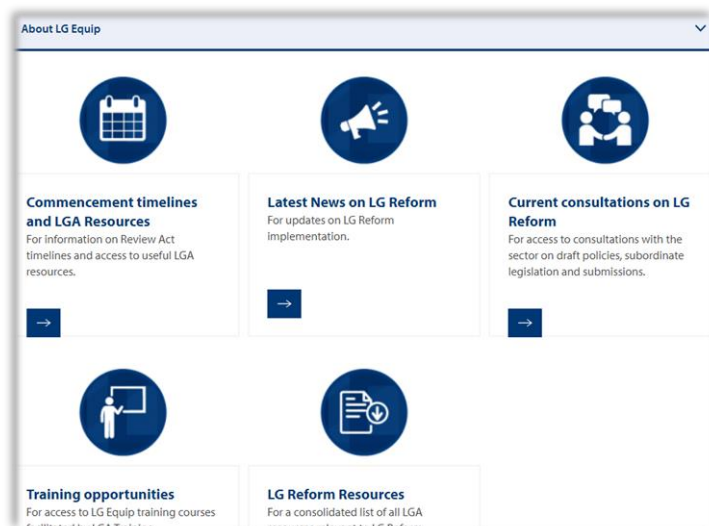 About LG Equip
Commencement timelines
and LGA Resources
For information on Review Act
timelines and access to useful LGA
resources.
Latest News on LG Reform
For updates on LG Reform
implementation.
Current consultations on LG
Reform
For access to consultations with the
sector on draft policies, subordinate
legislation and submissions.
Training opportunities
For access to LG Equip training courses
LG Reform Resources
For a consolidated list of all LGA